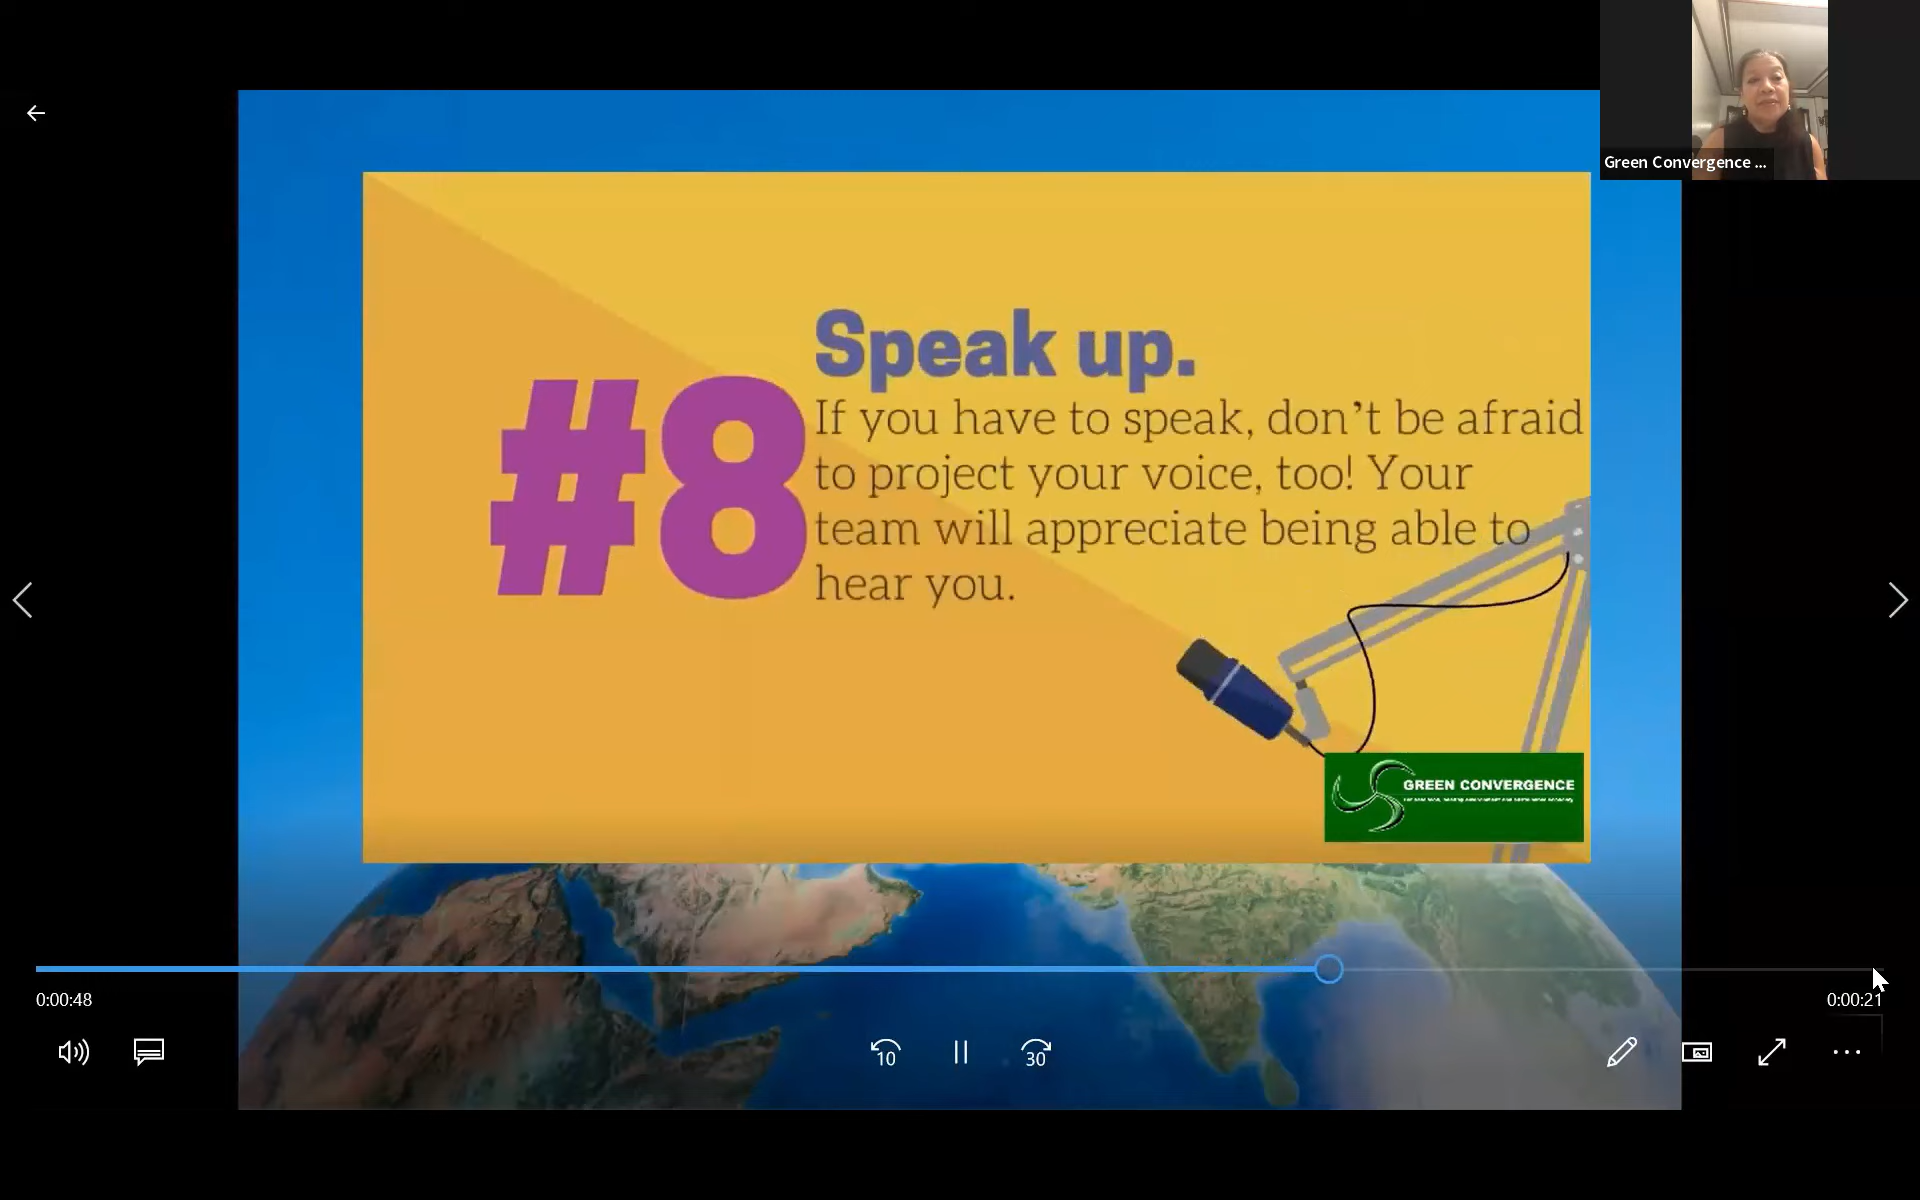 Green Convergence ...
Speak up.
#8
If you have to speak, don't be afraid
to project your voice, too! Your
team will appreciate being able to
hear you.
GREEN CONVERGENCE
0:00:48
0:00:21
10
30